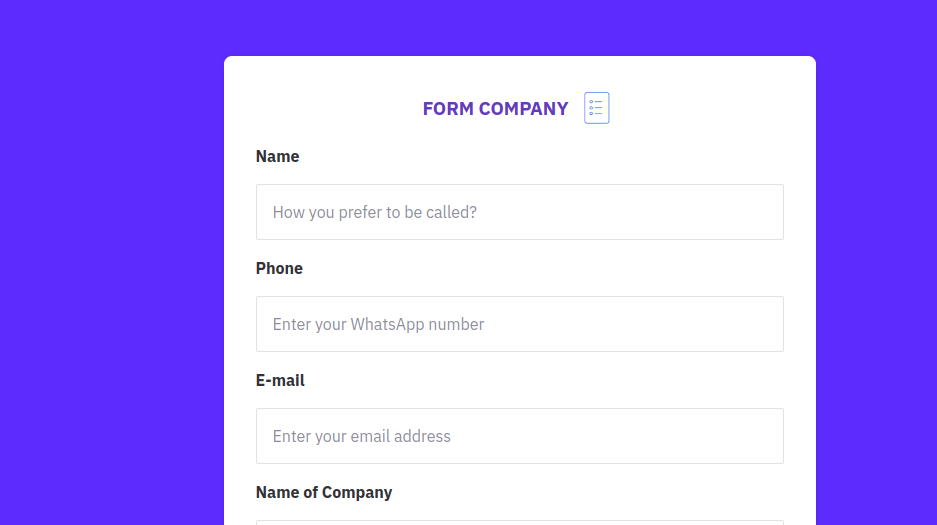 FORM COMPANY
Name
How you prefer to be called?
Phone
Enter your WhatsApp number
E-mail
Enter your email address
Name of Company